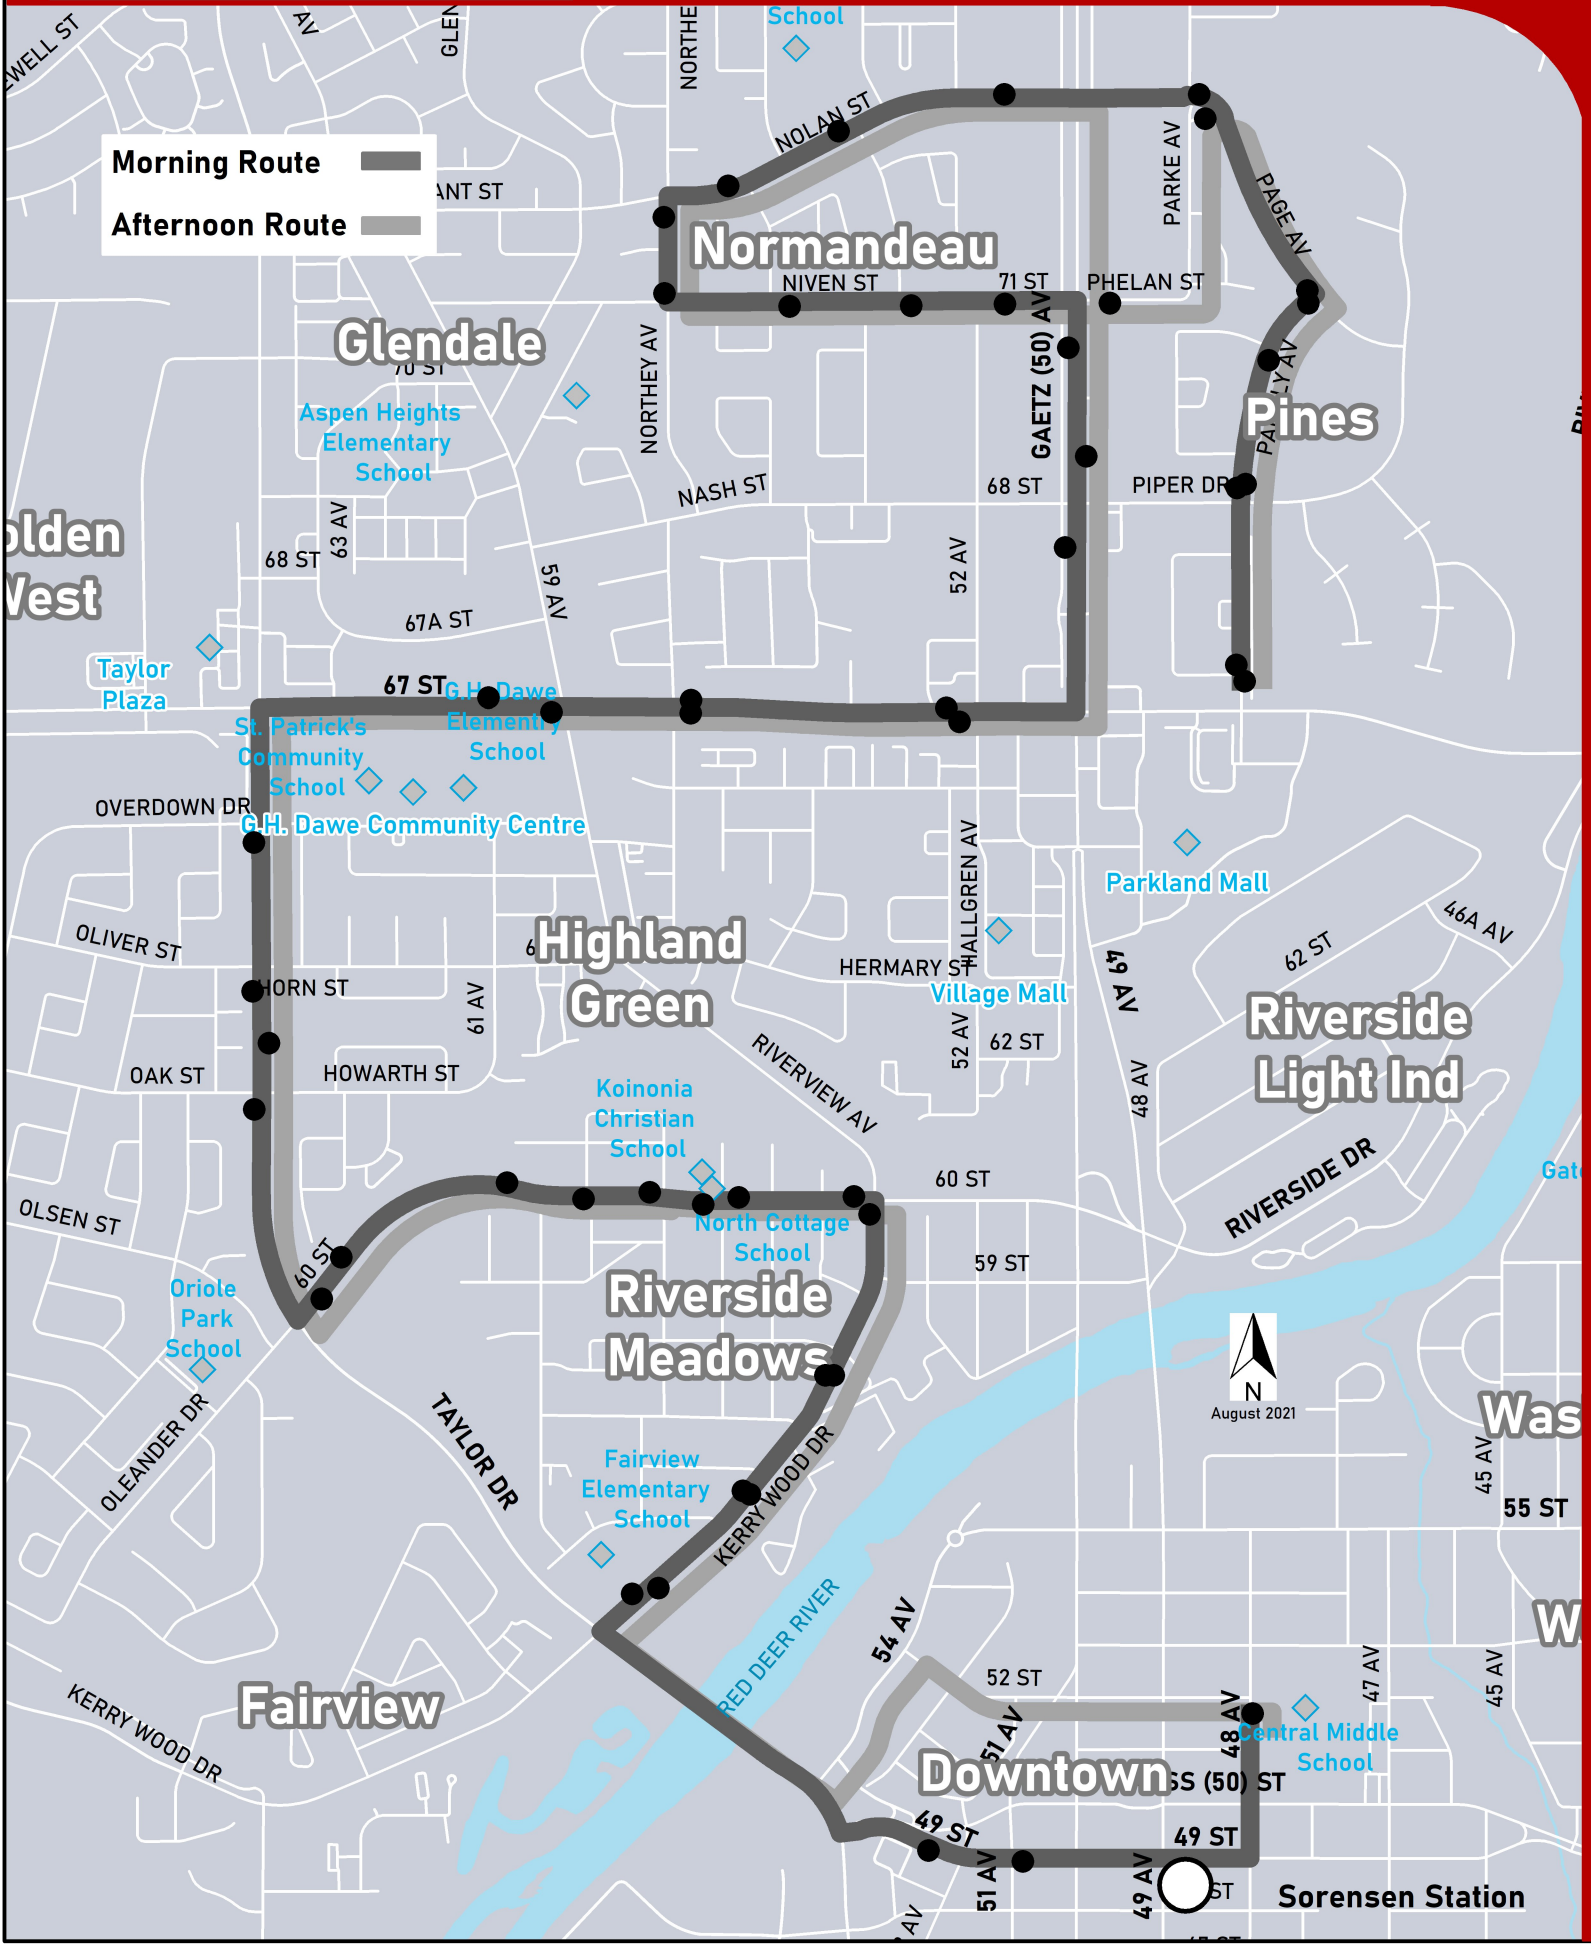 School
NOLAN ST
Morning Route
Afternoon Route
PARKE AV
PAGE AV
Normandeau
NIVEN ST
71 ST
PHELAN ST
Glendale
70 ST
GAETZ (50) AV
NORTHEY AV
Aspen Heights
Elementary
School
Pines
NASH ST
68 ST
PIPER DR
63 AV
68 ST
59 AV
52 AV
67A ST
Taylor
Plaza
67 ST
G.H. Dawe
Elementry
School
St. Patrick's
Community
School
OVERDOWN DR
G.H. Dawe Community Centre
HALLGREN AV
Parkland Mall
OLIVER ST
Highland
Green
46A AV
62 ST
HERMARY ST
49 AV
Village Mall
HORN ST
61 AV
Riverside
Light Ind
52 AV
62 ST
OAK ST
HOWARTH ST
RIVERVIEW AV
48 AV
Koinonia
Christian
School
RIVERSIDE DR
60 ST
OLSEN ST
North Cottage
School
60 ST
59 ST
Oriole
Park
School
Riverside
Meadows
N
August 2021
OLEANDER DR
TAYLOR DR
KERRY WOOD DR
Fairview
Elementary
School
45 AV
55 ST
RED DEER RIVER
54 AV
52 ST
47 AV
45 AV
KERRY WOOD DR
Fairview
51 AV
48 AV
Central Middle
School
Downtown
SS (50) ST
49 ST
49 ST
51 AV
49 AV
ST
Sorensen Station